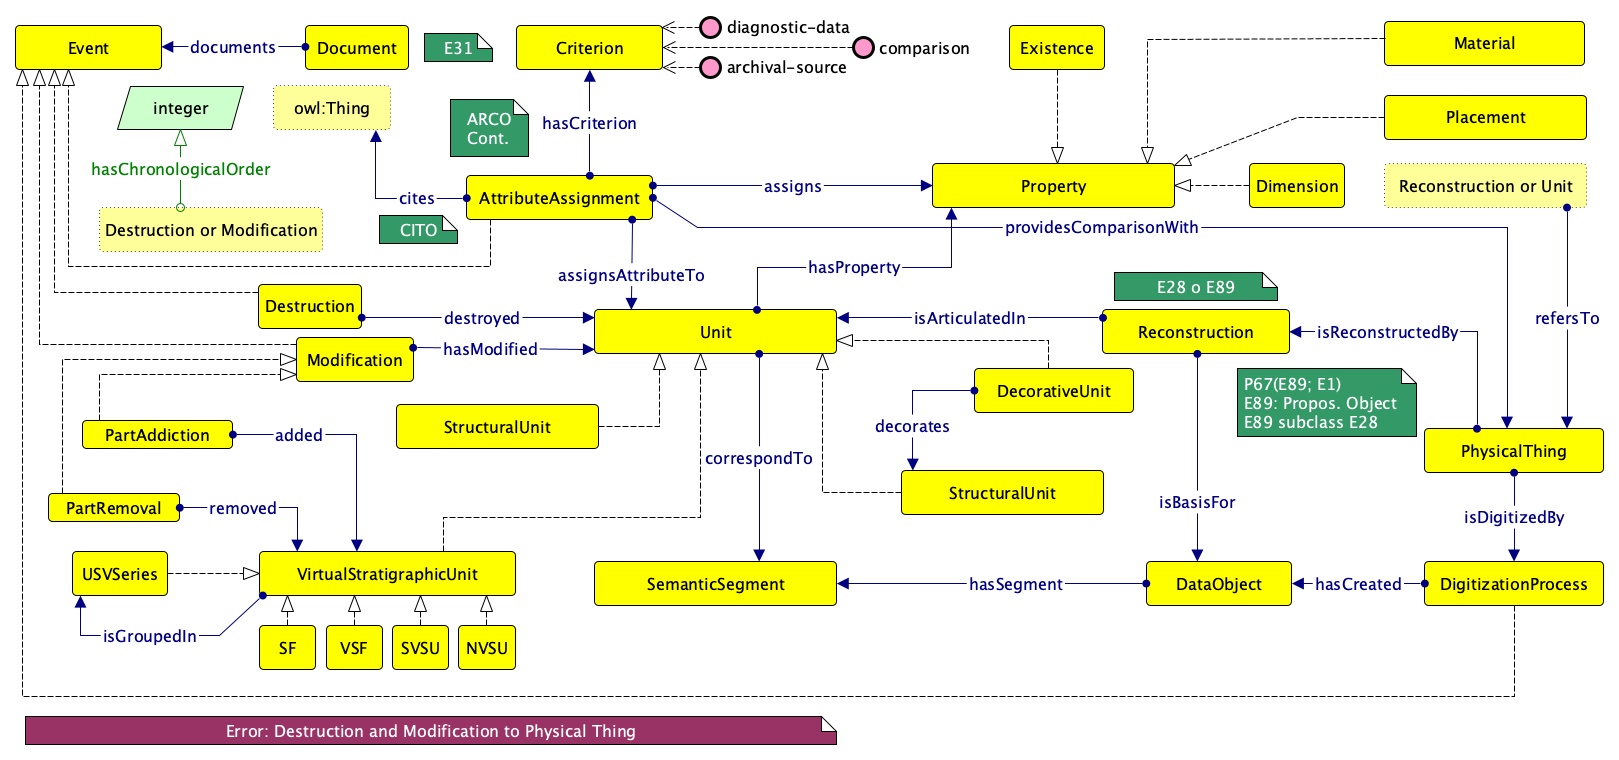 Event
documents
Document
E31
Criterion
diagnostic-data
comparison
archival-source
Existence
Material
integer
owl:Thing
ARCO
Cont.
hasCriterion
Placement
hasChronologicalOrder
cites
AttributeAssignment
assigns
Property
Dimension
Reconstruction or Unit
Destruction or Modification
CITO
providesComparisonWith
assignsAttributeTo
hasProperty
E28 o E89
Destruction
destroyed
Unit
isArticulatedIn
Reconstruction
isReconstructedBy
refersTo
Modification
hasModified
P67(E89; E1)
E89: Propos. Object
E89 subclass E28
DecorativeUnit
decorates
StructuralUnit
PartAddiction
added
correspondTo
PhysicalThing
StructuralUnit
PartRemoval
removed
isBasisFor
isDigitizedBy
USVSeries
VirtualStratigraphicUnit
SemanticSegment
hasSegment
DataObject
hasCreated
DigitizationProcess
isGroupedIn
SF
VSF
SVSU
NVSU
Error: Destruction and Modification to Physical Thing